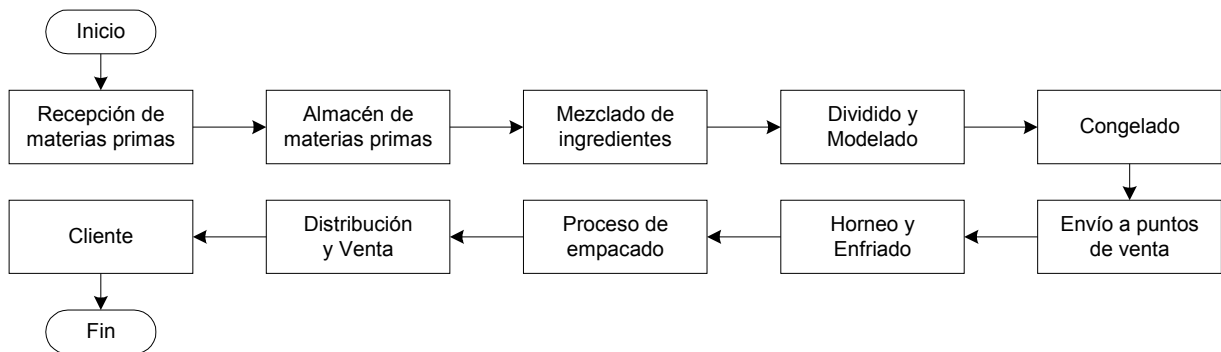 Inicio
Recepción de
materias primas
Almacén de
materias primas
Mezclado de
ingredientes
Dividido y
Modelado
Congelado
Envío a puntos
de venta
Horneo y
Enfriado
Proceso de
empacado
Distribución
y Venta
Cliente
Fin